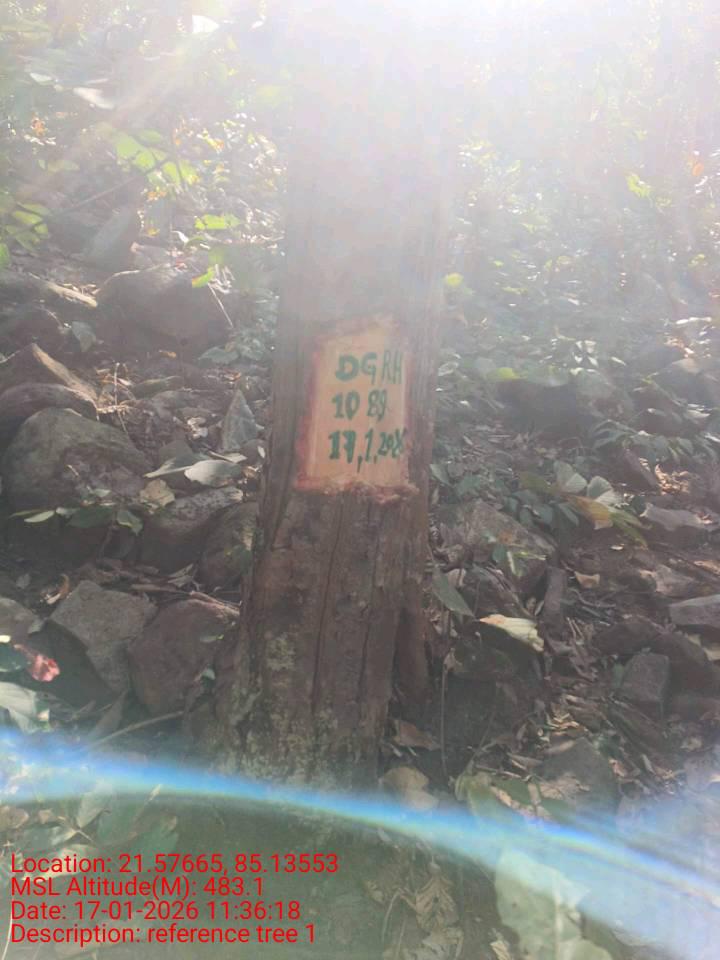 DGRH
10 89
17,1,2026
Location: 21.57665, 85.13553
MSL Altitude(M): 483.1
Date: 17-01-2026 11:36:18
Description: reference tree 1